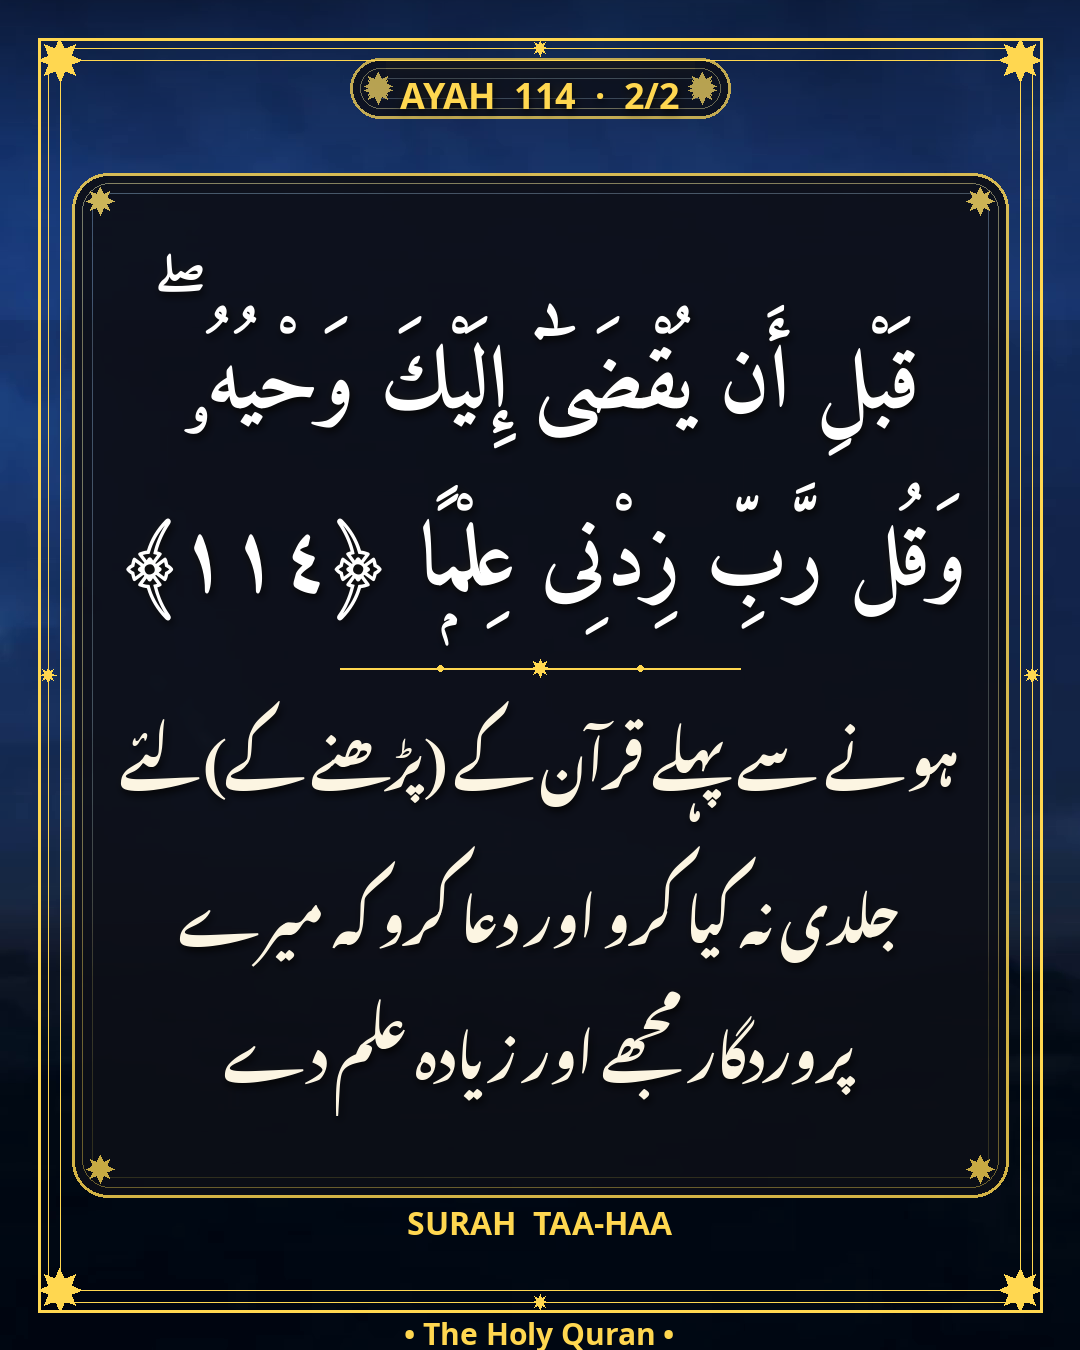 AYAH 114 · 2/2
قَبْلِ أَن يُقْضَىٰٓ إِلَيْكَ وَحْيُهُۥ ۖ
وَقُل رَّبِّ زِدْنِى عِلْمًۭا ﴿١١٤﴾
ہونے سے پہلے قرآن کے (پڑھنے کے) لئے
جلدی نہ کیا کرو اور دعا کرو کہ میرے
پروردگار مجھے اور زیادہ علم دے
SURAH TAA-HAA
• The Holy Quran •